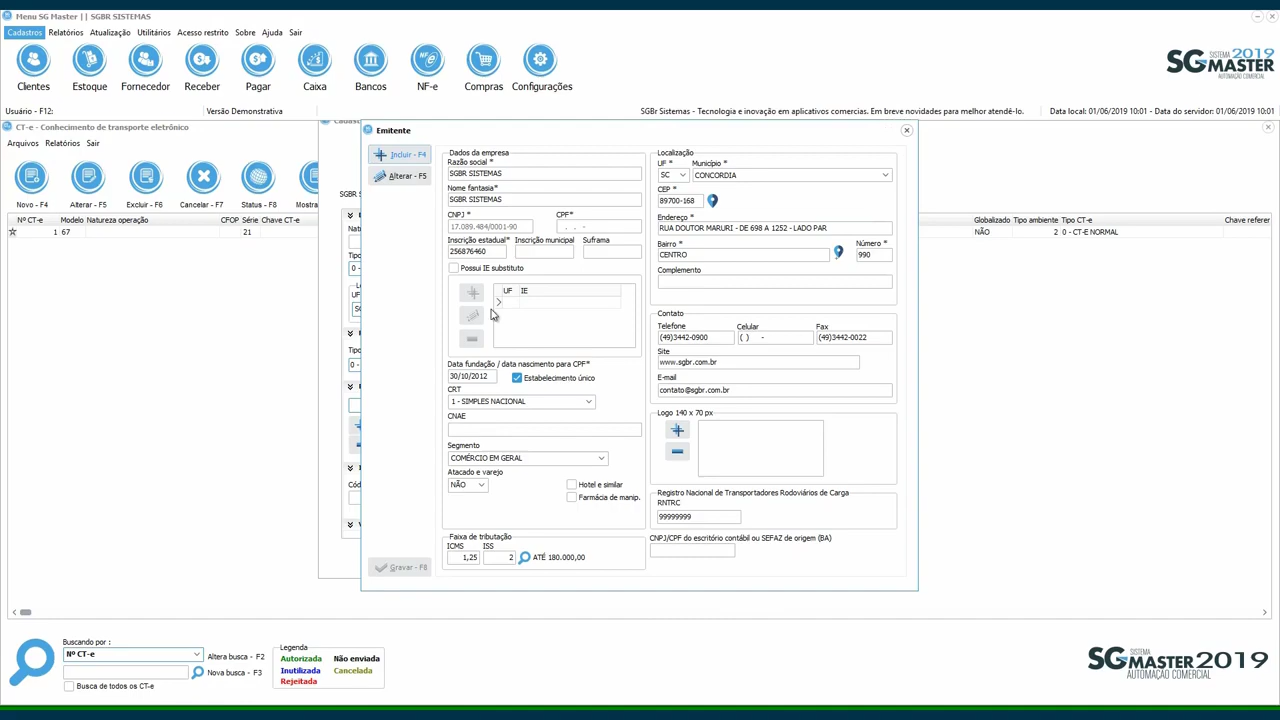 Menu SG Master || SGBR SISTEMAS
Cadastros Relatórios Atualização Utilitários Acesso restrito Sobre Ajuda Sair
Clientes Estoque Fornecedor Receber Pagar Caixa Bancos NF-e Compras Configurações
SG MASTER SISTEMA 2019
AUTOMAÇÃO COMERCIAL
Usuário - F12: Versão Demonstrativa SGBr Sistemas - Tecnologia e inovação em aplicativos comercias. Em breve novidades para melhor atendê-lo. Data local: 01/06/2019 10:01 - Data do servidor: 01/06/2019 10:01
CT-e - Conhecimento de transporte eletrônico
Arquivos Relatórios Sair
Novo - F4 Alterar - F5 Excluir - F6 Cancelar - F7 Status - F8 Mostra
Nº CT-e Modelo Natureza operação CFOP Série Chave CT-e Globalizado Tipo ambiente Tipo CT-e Chave referer
1 67 21 NÃO 2 0 - CT-E NORMAL
Emitente
Incluir - F4
Alterar - F5
Gravar - F8
Dados da empresa
Razão social *
SGBR SISTEMAS
Nome fantasia*
SGBR SISTEMAS
CNPJ * CPF*
17.089.484/0001-90 . . -
Inscrição estadual* Inscrição municipal Suframa
256876460
Possui IE substituto
UF IE
Data fundação / data nascimento para CPF*
30/10/2012 Estabelecimento único
CRT
1 - SIMPLES NACIONAL
CNAE
Segmento
COMÉRCIO EM GERAL
Atacado e varejo
NÃO
Hotel e similar
Farmácia de manip.
Faixa de tributação
ICMS ISS
1,25 2 ATÉ 180.000,00
Localização
UF * Município *
SC CONCORDIA
CEP *
89700-168
Endereço *
RUA DOUTOR MARURI - DE 698 A 1252 - LADO PAR
Bairro * Número *
CENTRO 990
Complemento
Contato
Telefone Celular Fax
(49)3442-0900 ( ) - (49)3442-0022
Site
www.sgbr.com.br
E-mail
contato@sgbr.com.br
Logo 140 x 70 px
Registro Nacional de Transportadores Rodoviários de Carga
RNTRC
99999999
CNPJ/CPF do escritório contábil ou SEFAZ de origem (BA)
Buscando por :
Nº CT-e Altera busca - F2
Nova busca - F3
Busca de todos os CT-e
Legenda
Autorizada Não enviada
Inutilizada Cancelada
Rejeitada
SG SISTEMA MASTER 2019
AUTOMAÇÃO COMERCIAL